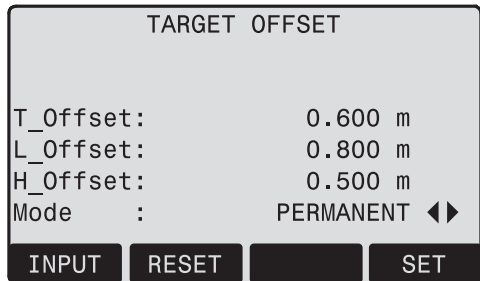 TARGET OFFSET
T_Offset: 0.600 m
L_Offset: 0.800 m
H_Offset: 0.500 m
Mode : PERMANENT
INPUT RESET SET